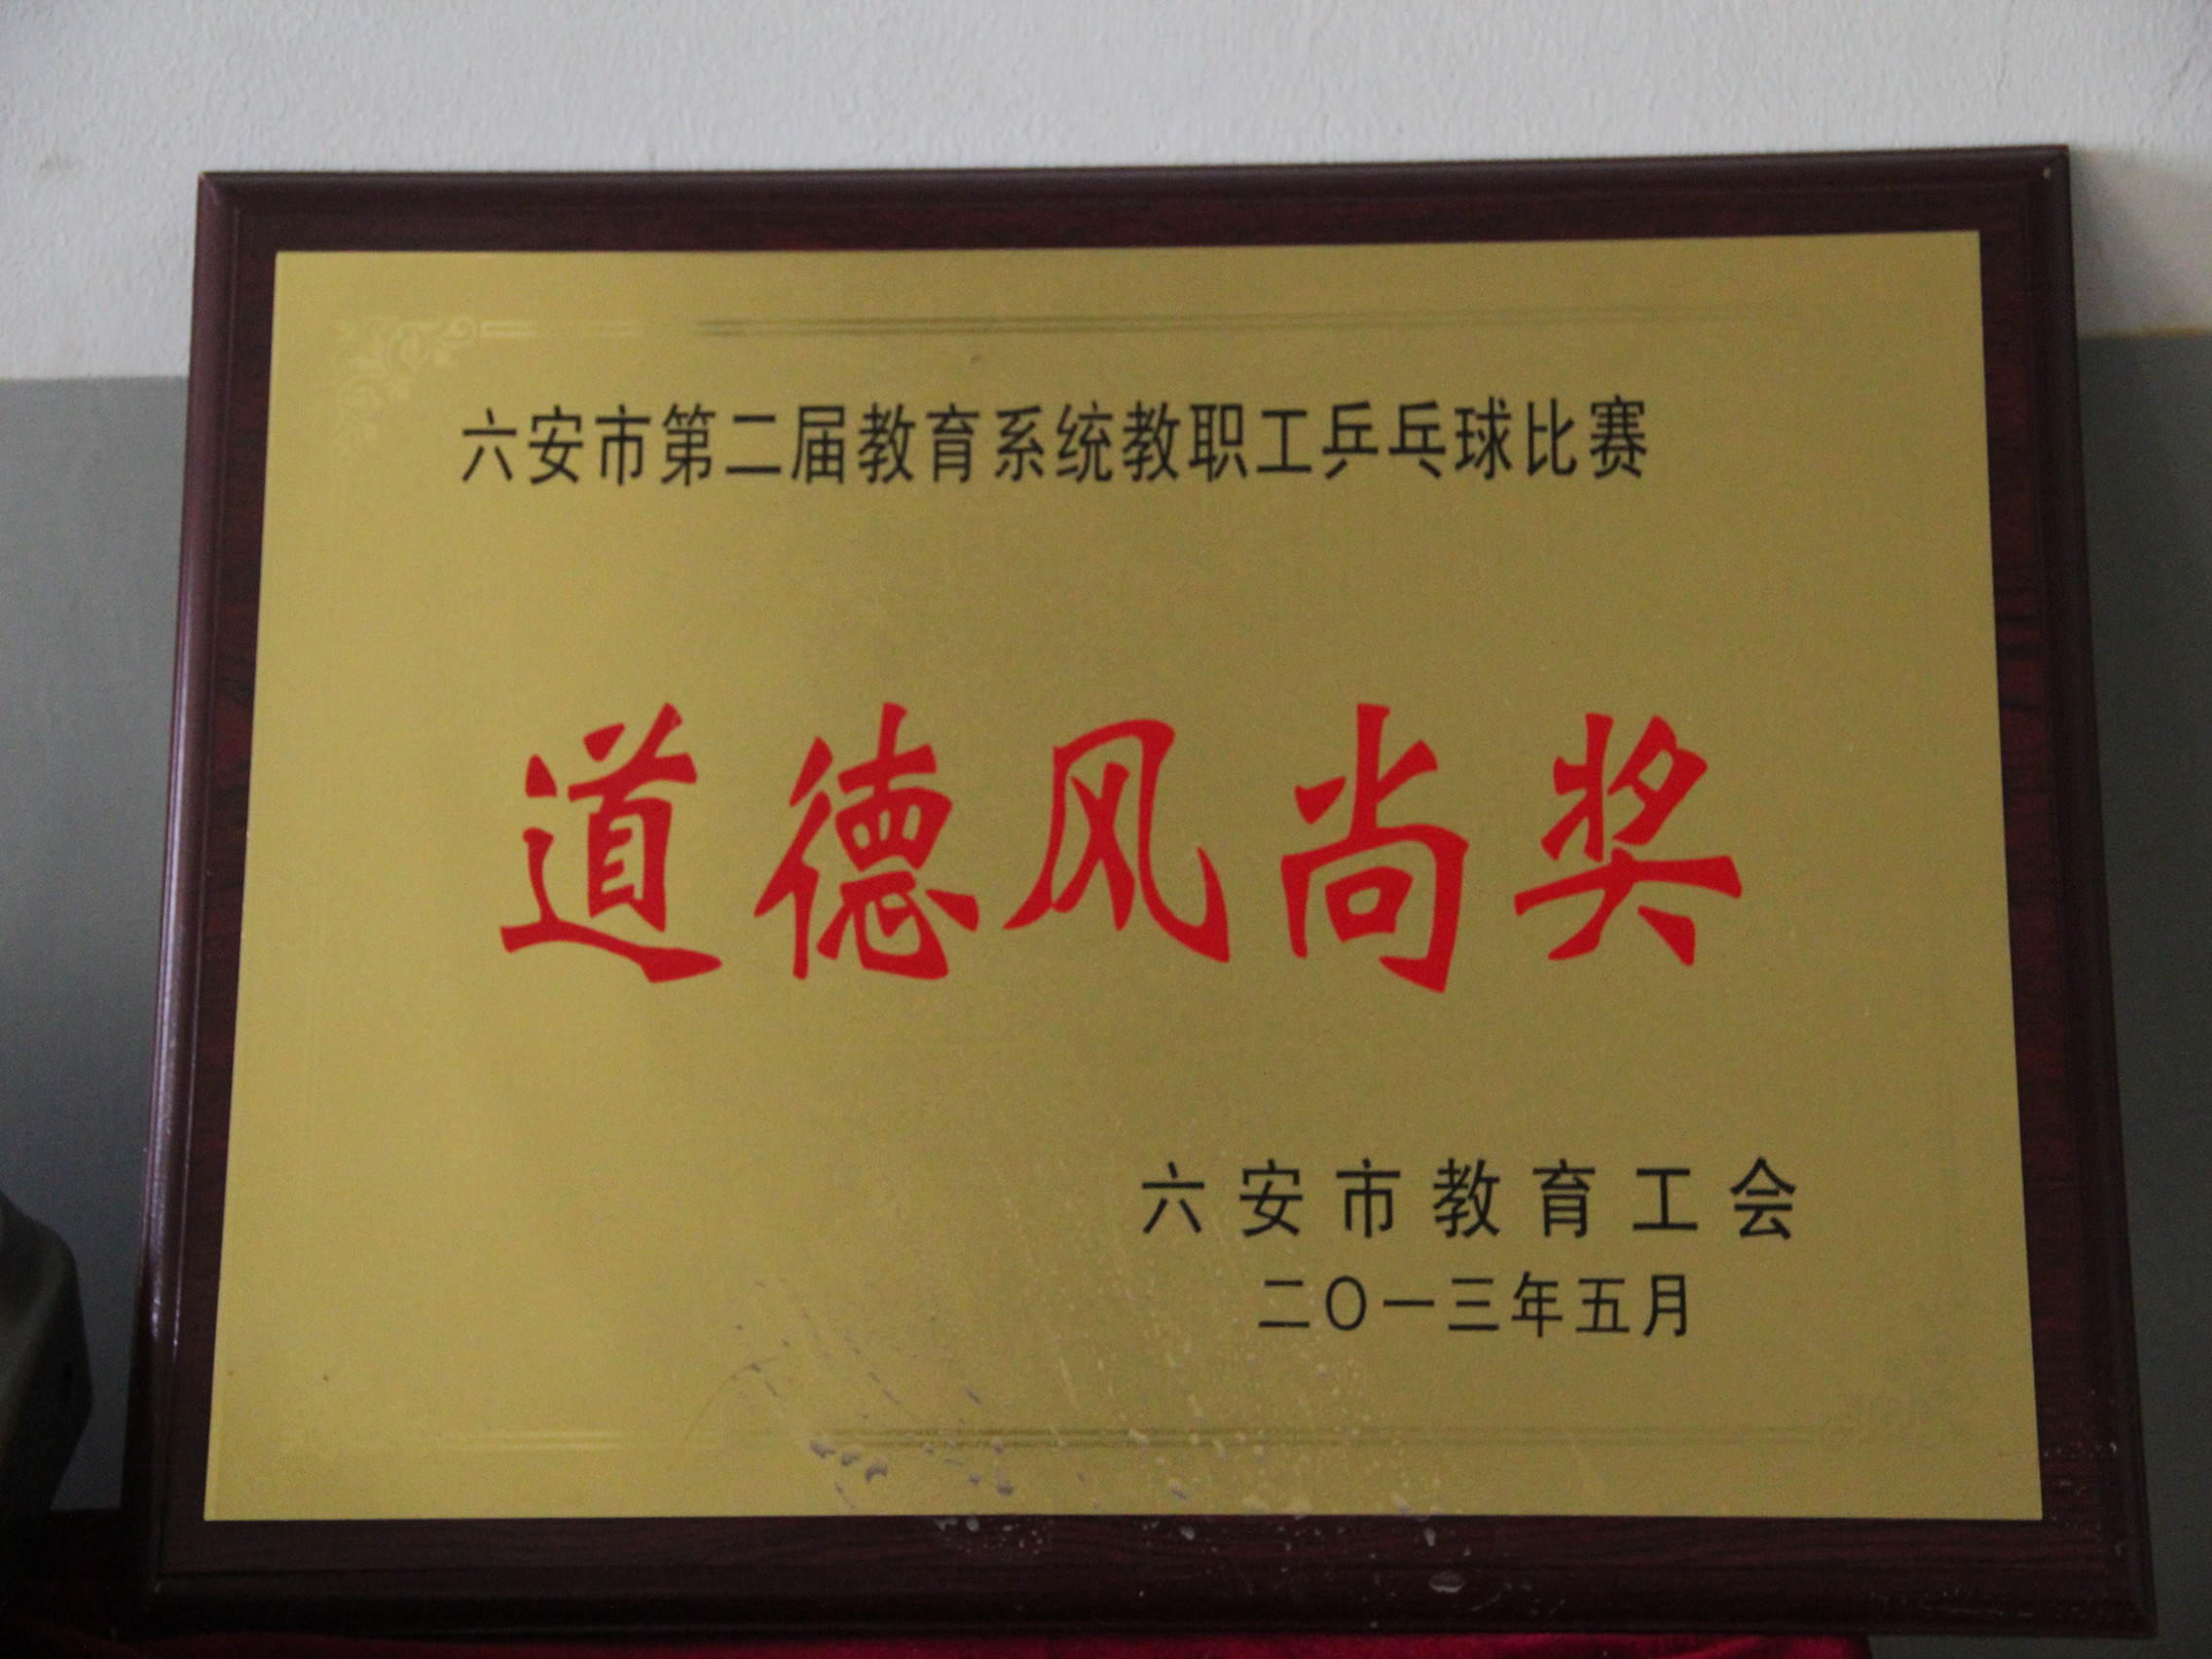 六安市第二届教育系统教职工乒乓球比赛
道德风尚奖
六安市教育工会
二〇一三年五月